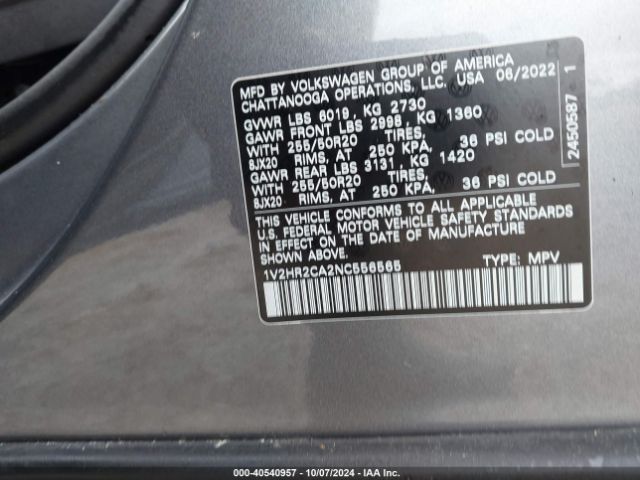 MFD BY VOLKSWAGEN GROUP OF AMERICA
CHATTANOOGA OPERATIONS, LLC. USA 06/2022
GVWR LBS 6019, KG 2730
GAWR FRONT LBS 2998, KG 1360
WITH 255/50R20 TIRES,
8JX20 RIMS, AT 250 KPA, 36 PSI COLD
GAWR REAR LBS 3131, KG 1420
WITH 255/50R20 TIRES,
8JX20 RIMS, AT 250 KPA, 36 PSI COLD
THIS VEHICLE CONFORMS TO ALL APPLICABLE
U.S. FEDERAL MOTOR VEHICLE SAFETY STANDARDS
IN EFFECT ON THE DATE OF MANUFACTURE
SHOWN ABOVE.
1V2HR2CA2NC556565 TYPE: MPV
2450587 1
000-40540957 - 10/07/2024 - IAA Inc.